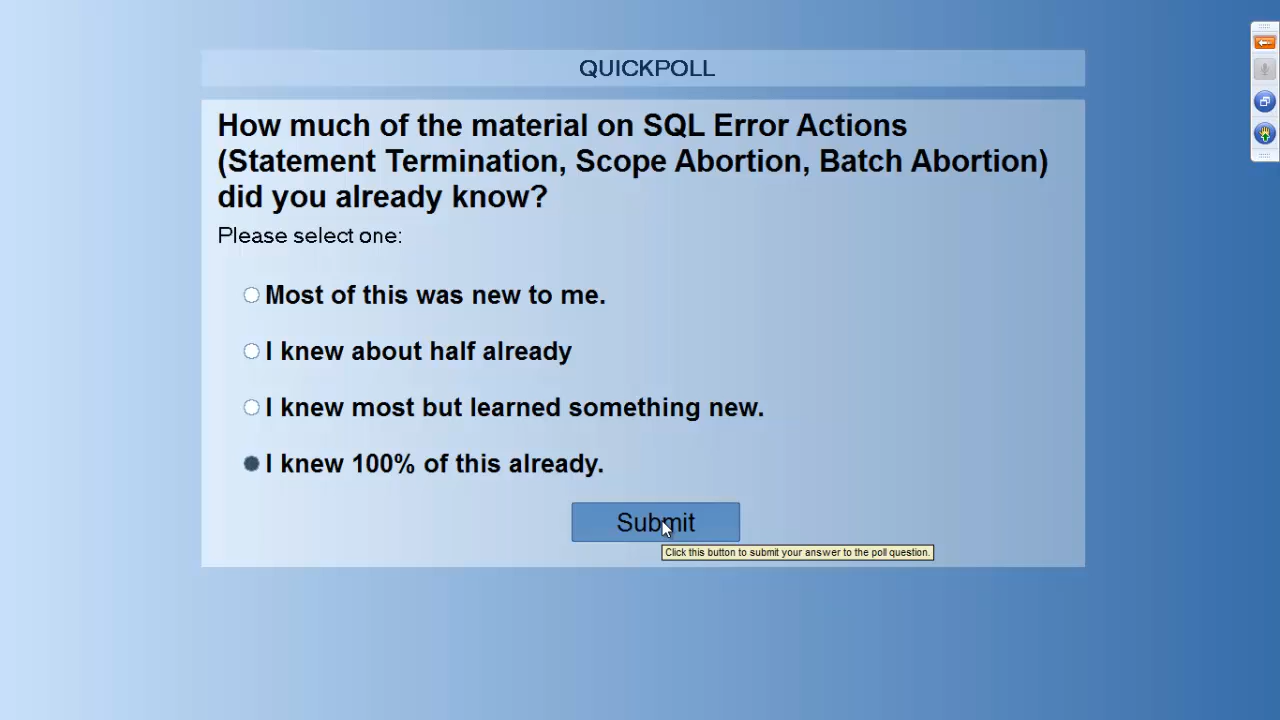 QUICKPOLL
How much of the material on SQL Error Actions
(Statement Termination, Scope Abortion, Batch Abortion)
did you already know?
Please select one:
Most of this was new to me.
I knew about half already
I knew most but learned something new.
I knew 100% of this already.
Submit
Click this button to submit your answer to the poll question.